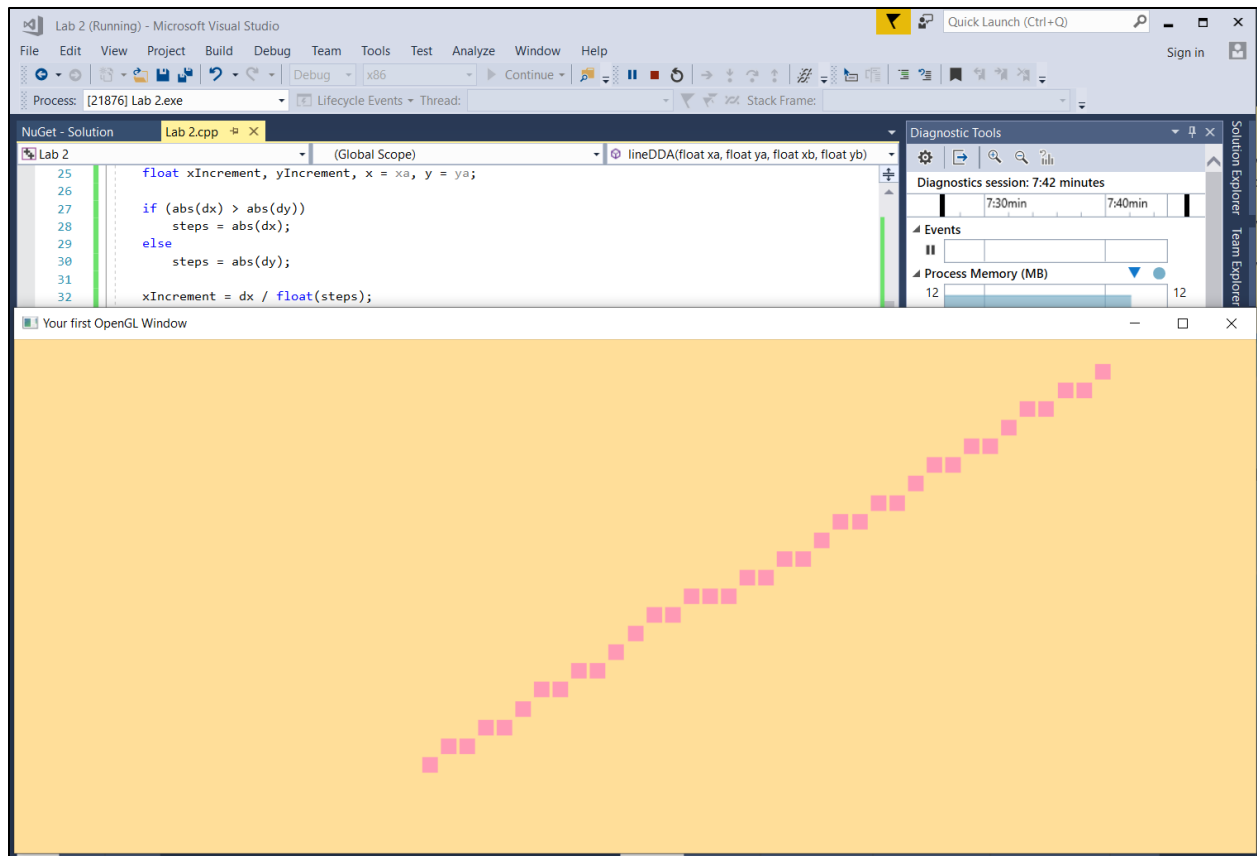 Lab 2 (Running) - Microsoft Visual Studio
Quick Launch (Ctrl+Q)
File Edit View Project Build Debug Team Tools Test Analyze Window Help
Sign in
Debug x86 Continue
Process: [21876] Lab 2.exe Lifecycle Events Thread: Stack Frame:
NuGet - Solution Lab 2.cpp
Lab 2 (Global Scope) lineDDA(float xa, float ya, float xb, float yb)
25 float xIncrement, yIncrement, x = xa, y = ya;
26
27 if (abs(dx) > abs(dy))
28 steps = abs(dx);
29 else
30 steps = abs(dy);
31
32 xIncrement = dx / float(steps);
Diagnostic Tools
Diagnostics session: 7:42 minutes
7:30min 7:40min
Events
Process Memory (MB)
12 12
Solution Explorer
Team Explorer
Your first OpenGL Window